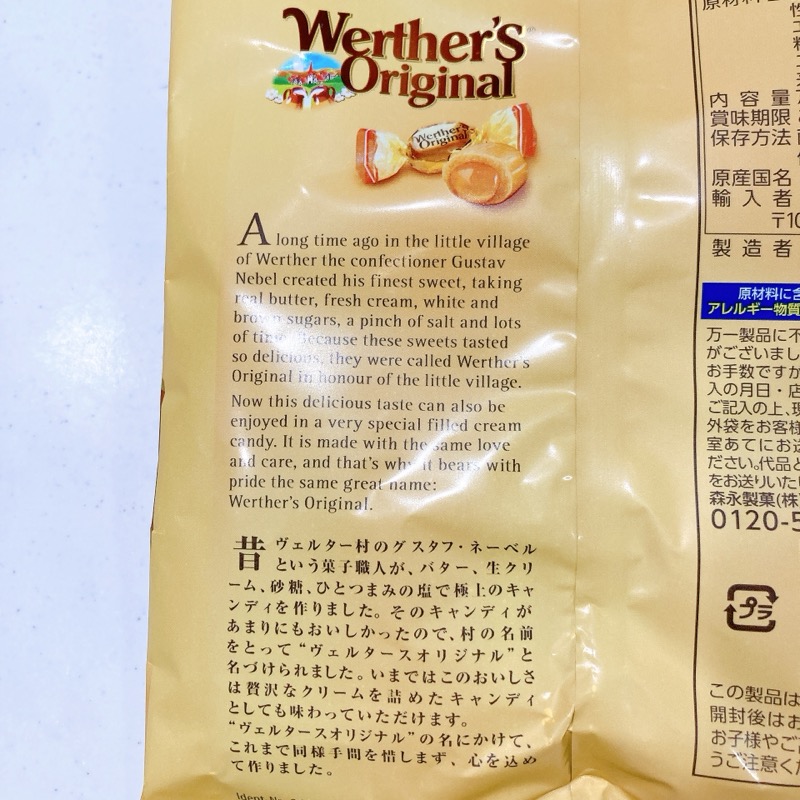 Werther's
Original
Werther's
Original
A long time ago in the little village
of Werther the confectioner Gustav
Nebel created his finest sweet, taking
real butter, fresh cream, white and
brown sugars, a pinch of salt and lots
of time. Because these sweets tasted
so delicious, they were called Werther's
Original in honour of the little village.
Now this delicious taste can also be
enjoyed in a very special filled cream
candy. It is made with the same love
and care, and that's why it bears with
pride the same great name:
Werther's Original.
昔 ヴェルター村のグスタフ・ネーベル
という菓子職人が、バター、生クリ
ーム、砂糖、ひとつまみの塩で極上のキャ
ンディを作りました。そのキャンディが
あまりにもおいしかったので、村の名前
をとって“ヴェルタースオリジナル”と
名づけられました。いまではこのおいしさ
は贅沢なクリームを詰めたキャンディ
としても味わっていただけます。
“ヴェルタースオリジナル”の名にかけて、
これまで同様手間を惜しまず、心を込め
て作りました。
Ident. No.
原材料
内容量
賞味期限
保存方法
原産国名
輸入者
〒10
製造者
原材料に含
アレルギー物質
万一製品に不
がございまし
お手数ですが
入の月日・店
ご記入の上、現
外袋をお客様
室あてにお送
ださい。代品と
をお送りいた
森永製菓(株
0120-5
プラ
この製品は
開封後はお
お子様やご
うご注意く